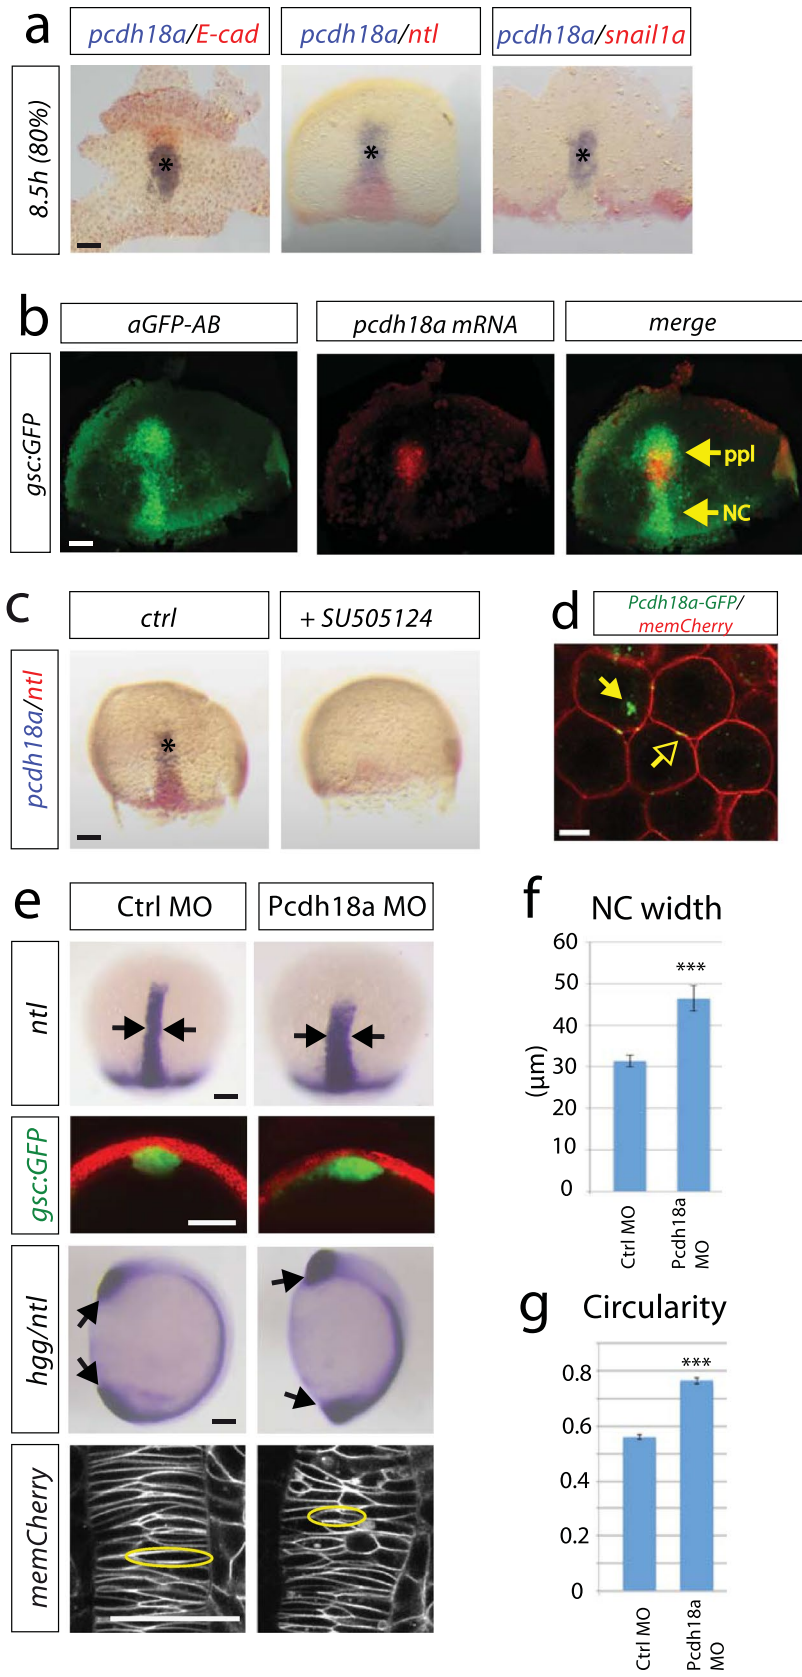 a
pcdh18a/E-cad
pcdh18a/ntl
pcdh18a/snail1a
8.5h (80%)
*
*
*
b
aGFP-AB
pcdh18a mRNA
merge
gsc:GFP
ppl
NC
c
ctrl
+ SU505124
pcdh18a/ntl
*
d
Pcdh18a-GFP/
memCherry
e
Ctrl MO
Pcdh18a MO
ntl
gsc:GFP
hgg/ntl
memCherry
f
NC width
60
50
40
30
20
10
0
(µm)
***
Ctrl MO
Pcdh18a
MO
g
Circularity
0.8
0.6
0.4
0.2
0
***
Ctrl MO
Pcdh18a
MO